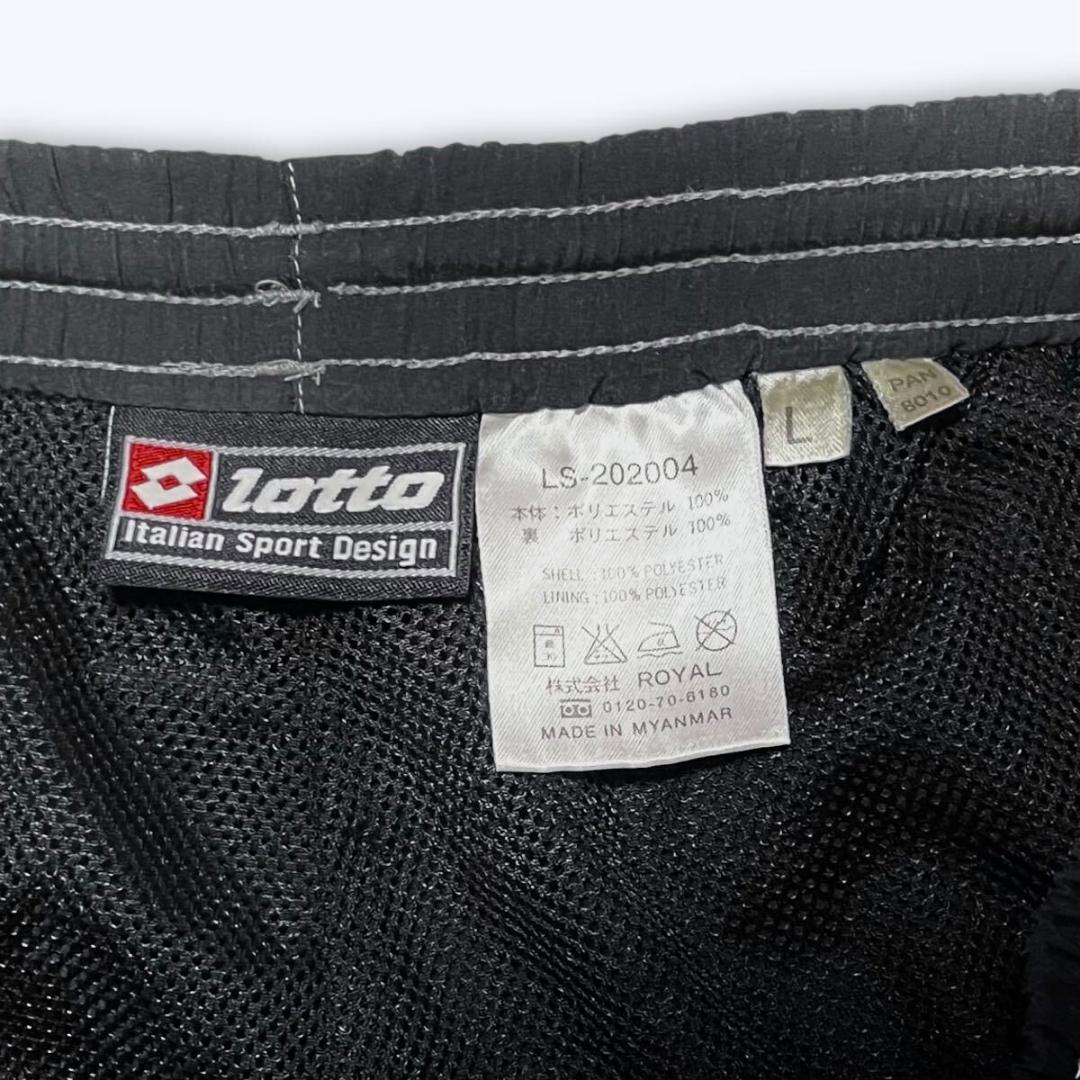 lotto
Italian Sport Design
LS-202004
本体：ポリエステル 100%
裏 ポリエステル 100%
SHELL : 100% POLYESTER
LINING : 100% POLYESTER
株式会社 ROYAL
0120-70-6180
MADE IN MYANMAR
L
PAN
8010